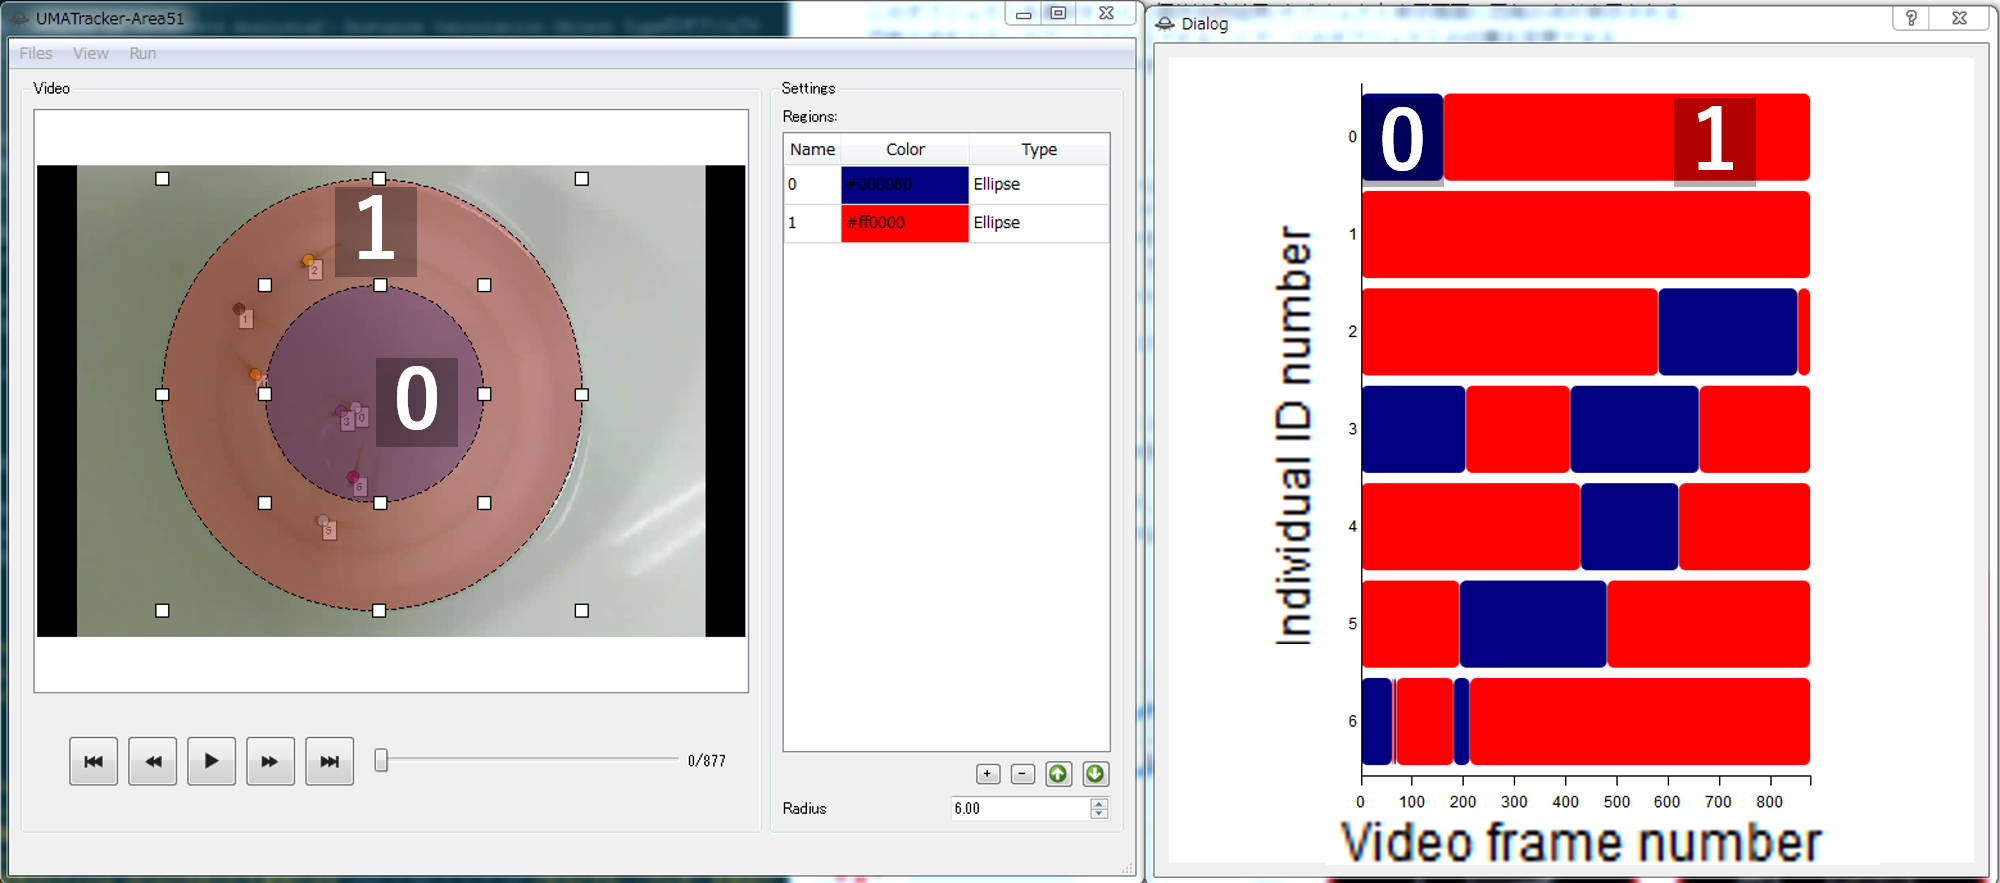 UMATracker-Area51
Files View Run
Video
1
2
1
0
3
0
6
5
0/877
Settings
Regions:
Name Color Type
0 #000080 Ellipse
1 #ff0000 Ellipse
+ -
Radius 6.00
Dialog
?
0 1
Individual ID number
0
1
2
3
4
5
6
0 100 200 300 400 500 600 700 800
Video frame number